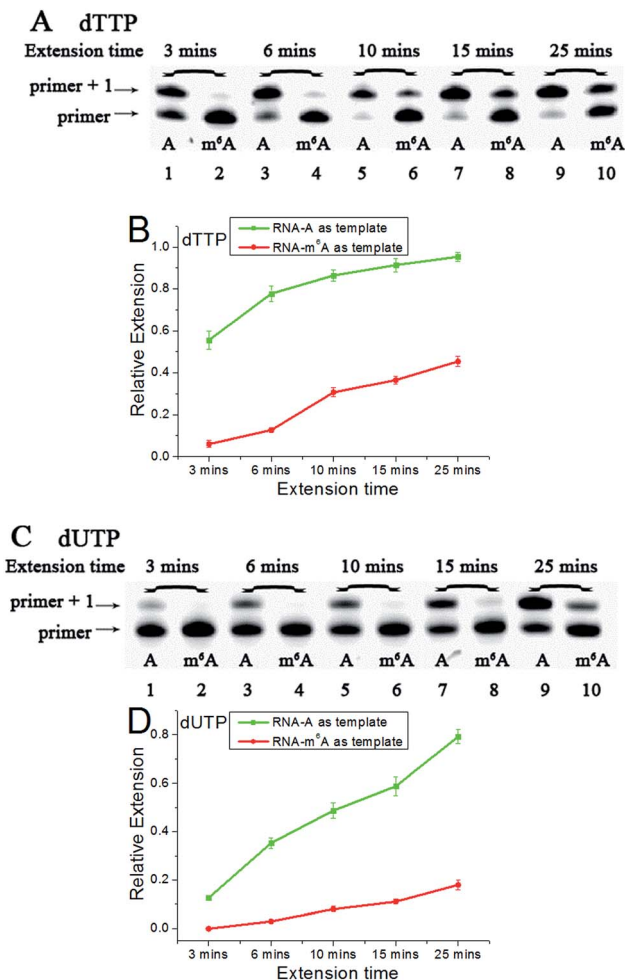 A dTTP
Extension time 3 mins 6 mins 10 mins 15 mins 25 mins
primer + 1
primer
A m⁶A A m⁶A A m⁶A A m⁶A A m⁶A
1 2 3 4 5 6 7 8 9 10
B
dTTP
RNA-A as template
RNA-m⁶A as template
1.0
0.8
0.6
0.4
0.2
0.0
Relative Extension
3 mins 6 mins 10 mins 15 mins 25 mins
Extension time
C dUTP
Extension time 3 mins 6 mins 10 mins 15 mins 25 mins
primer + 1
primer
A m⁶A A m⁶A A m⁶A A m⁶A A m⁶A
1 2 3 4 5 6 7 8 9 10
D
dUTP
RNA-A as template
RNA-m⁶A as template
0.8
0.6
0.4
0.2
0.0
Relative Extension
3 mins 6 mins 10 mins 15 mins 25 mins
Extension time